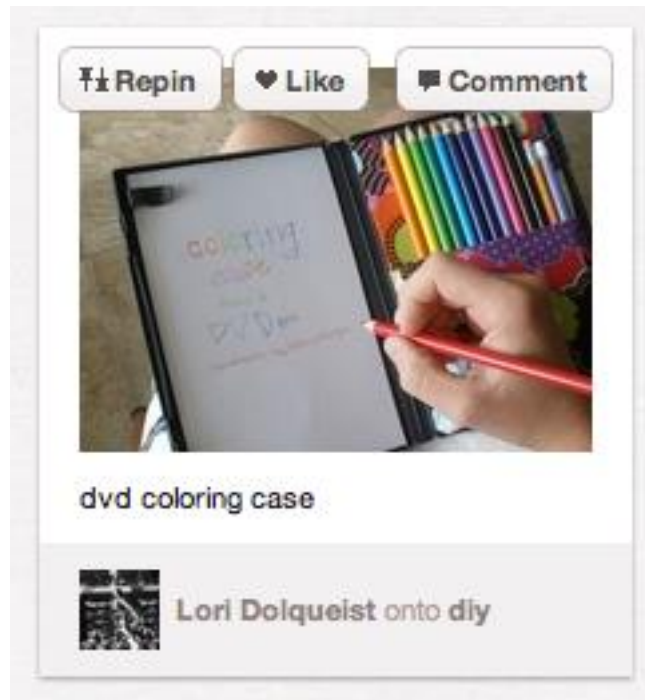 Repin Like Comment
coloring
case
DVD
dvd coloring case
Lori Dolqueist onto diy